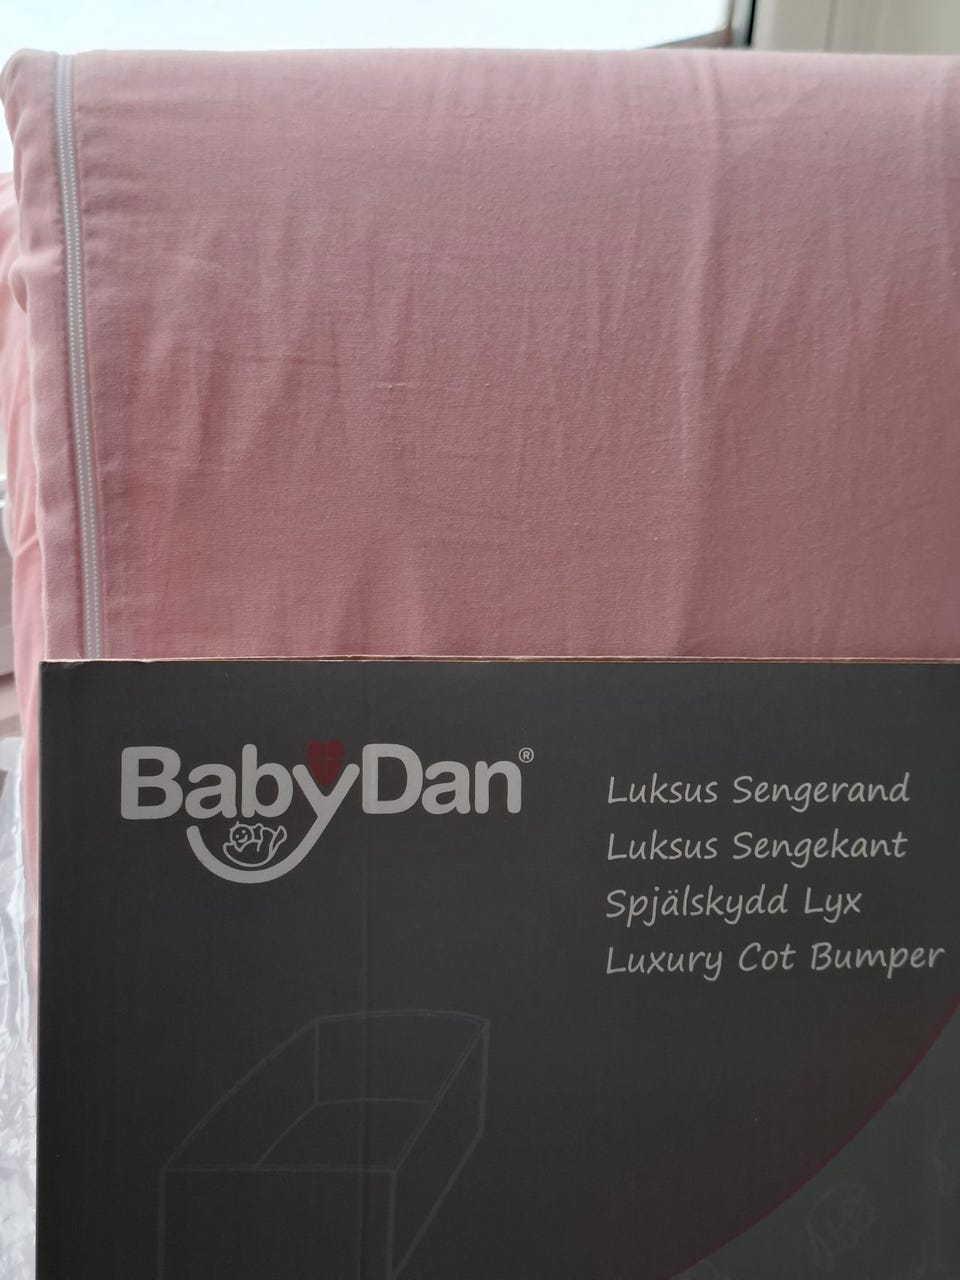 BabyDan®
Luksus Sengerand
Luksus Sengekant
Spjälskydd Lyx
Luxury Cot Bumper